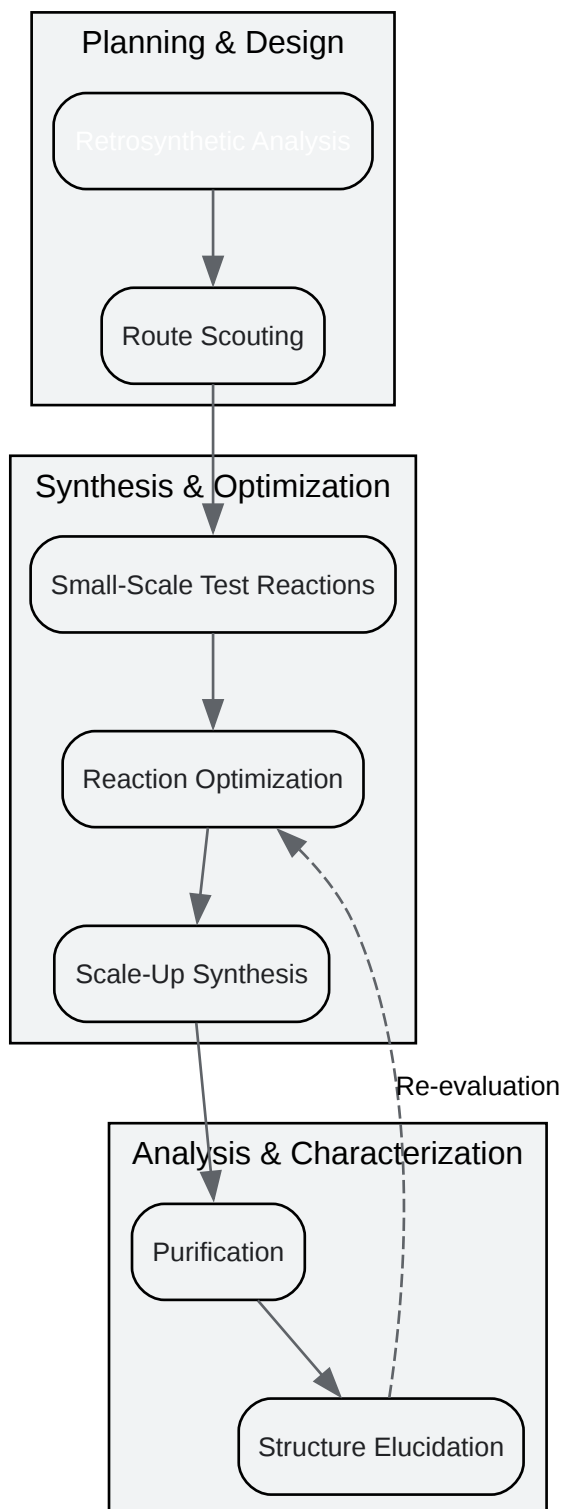 Planning & Design
Retrosynthetic Analysis
Route Scouting
Synthesis & Optimization
Small-Scale Test Reactions
Reaction Optimization
Scale-Up Synthesis
Re-evaluation
Analysis & Characterization
Purification
Structure Elucidation